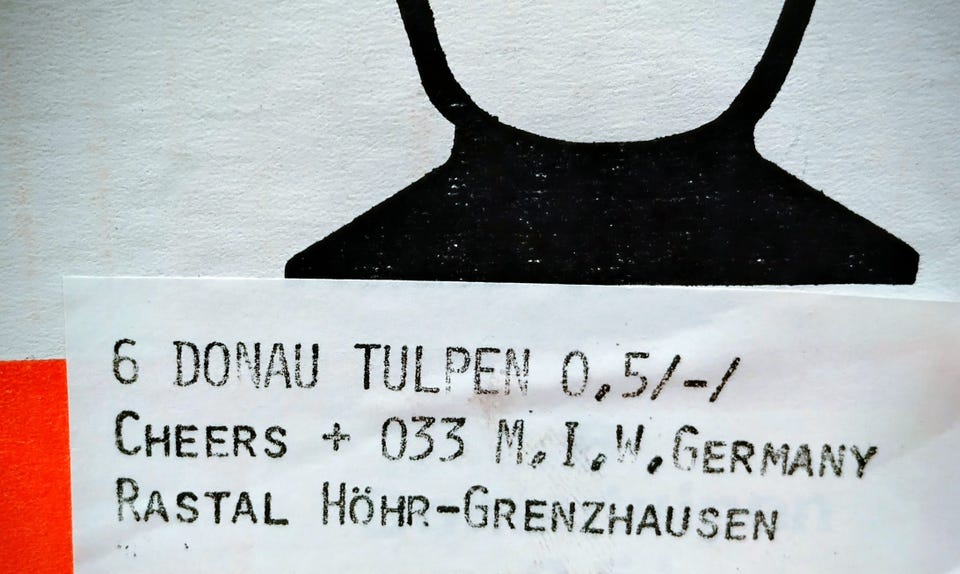 6 DONAU TULPEN 0,5/-/
CHEERS + 033 M.I.W.GERMANY
RASTAL HÖHR-GRENZHAUSEN